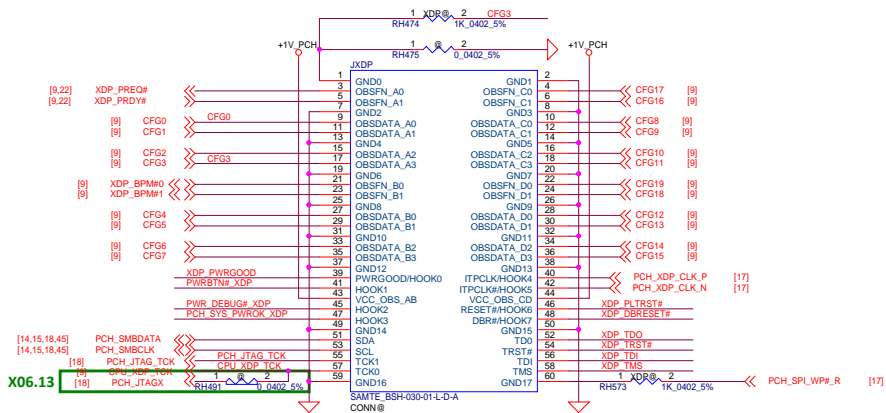 1 XDP@ 2 CFG3
RH474 1K_0402_5%
+1V_PCH 1 @ 2 +1V_PCH
RH475 0_0402_5%
JXDP
1 GND0 GND1 2
[9,22] XDP_PREQ# 3 OBSFN_A0 OBSFN_C0 4 CFG17 [9]
[9,22] XDP_PRDY# 5 OBSFN_A1 OBSFN_C1 6 CFG16 [9]
7 GND2 GND3 8
[9] CFG0 CFG0 9 OBSDATA_A0 OBSDATA_C0 10 CFG8 [9]
[9] CFG1 11 OBSDATA_A1 OBSDATA_C1 12 CFG9 [9]
13 GND4 GND5 14
[9] CFG2 15 OBSDATA_A2 OBSDATA_C2 16 CFG10 [9]
[9] CFG3 CFG3 17 OBSDATA_A3 OBSDATA_C3 18 CFG11 [9]
19 GND6 GND7 20
[9] XDP_BPM#0 21 OBSFN_B0 OBSFN_D0 22 CFG19 [9]
[9] XDP_BPM#1 23 OBSFN_B1 OBSFN_D1 24 CFG18 [9]
25 GND8 GND9 26
[9] CFG4 27 OBSDATA_B0 OBSDATA_D0 28 CFG12 [9]
[9] CFG5 29 OBSDATA_B1 OBSDATA_D1 30 CFG13 [9]
31 GND10 GND11 32
[9] CFG6 33 OBSDATA_B2 OBSDATA_D2 34 CFG14 [9]
[9] CFG7 35 OBSDATA_B3 OBSDATA_D3 36 CFG15 [9]
37 GND12 GND13 38
XDP_PWRGOOD 39 PWRGOOD/HOOK0 ITPCLK/HOOK4 40 PCH_XDP_CLK_P [17]
PWRBTN#_XDP 41 HOOK1 ITPCLK#/HOOK5 42 PCH_XDP_CLK_N [17]
43 VCC_OBS_AB VCC_OBS_CD 44
PWR_DEBUG#_XDP 45 HOOK2 RESET#/HOOK6 46 XDP_PLTRST#
PCH_SYS_PWROK_XDP 47 HOOK3 DBR#/HOOK7 48 XDP_DBRESET#
49 GND14 GND15 50
[14,15,18,45] PCH_SMBDATA 51 SDA TD0 52 XDP_TDO
[14,15,18,45] PCH_SMBCLK 53 SCL TRST# 54 XDP_TRST#
[18] PCH_JTAG_TCK PCH_JTAG_TCK 55 TCK1 TDI 56 XDP_TDI
[9] CPU_XDP_TCK CPU_XDP_TCK 57 TCK0 TMS 58 XDP_TMS
X06.13 [18] PCH_JTAGX 1 @ 2 59 GND16 GND17 60 1 XDP@ 2 PCH_SPI_WP#_R [17]
RH491 0_0402_5% RH573 1K_0402_5%
SAMTE_BSH-030-01-L-D-A
CONN@